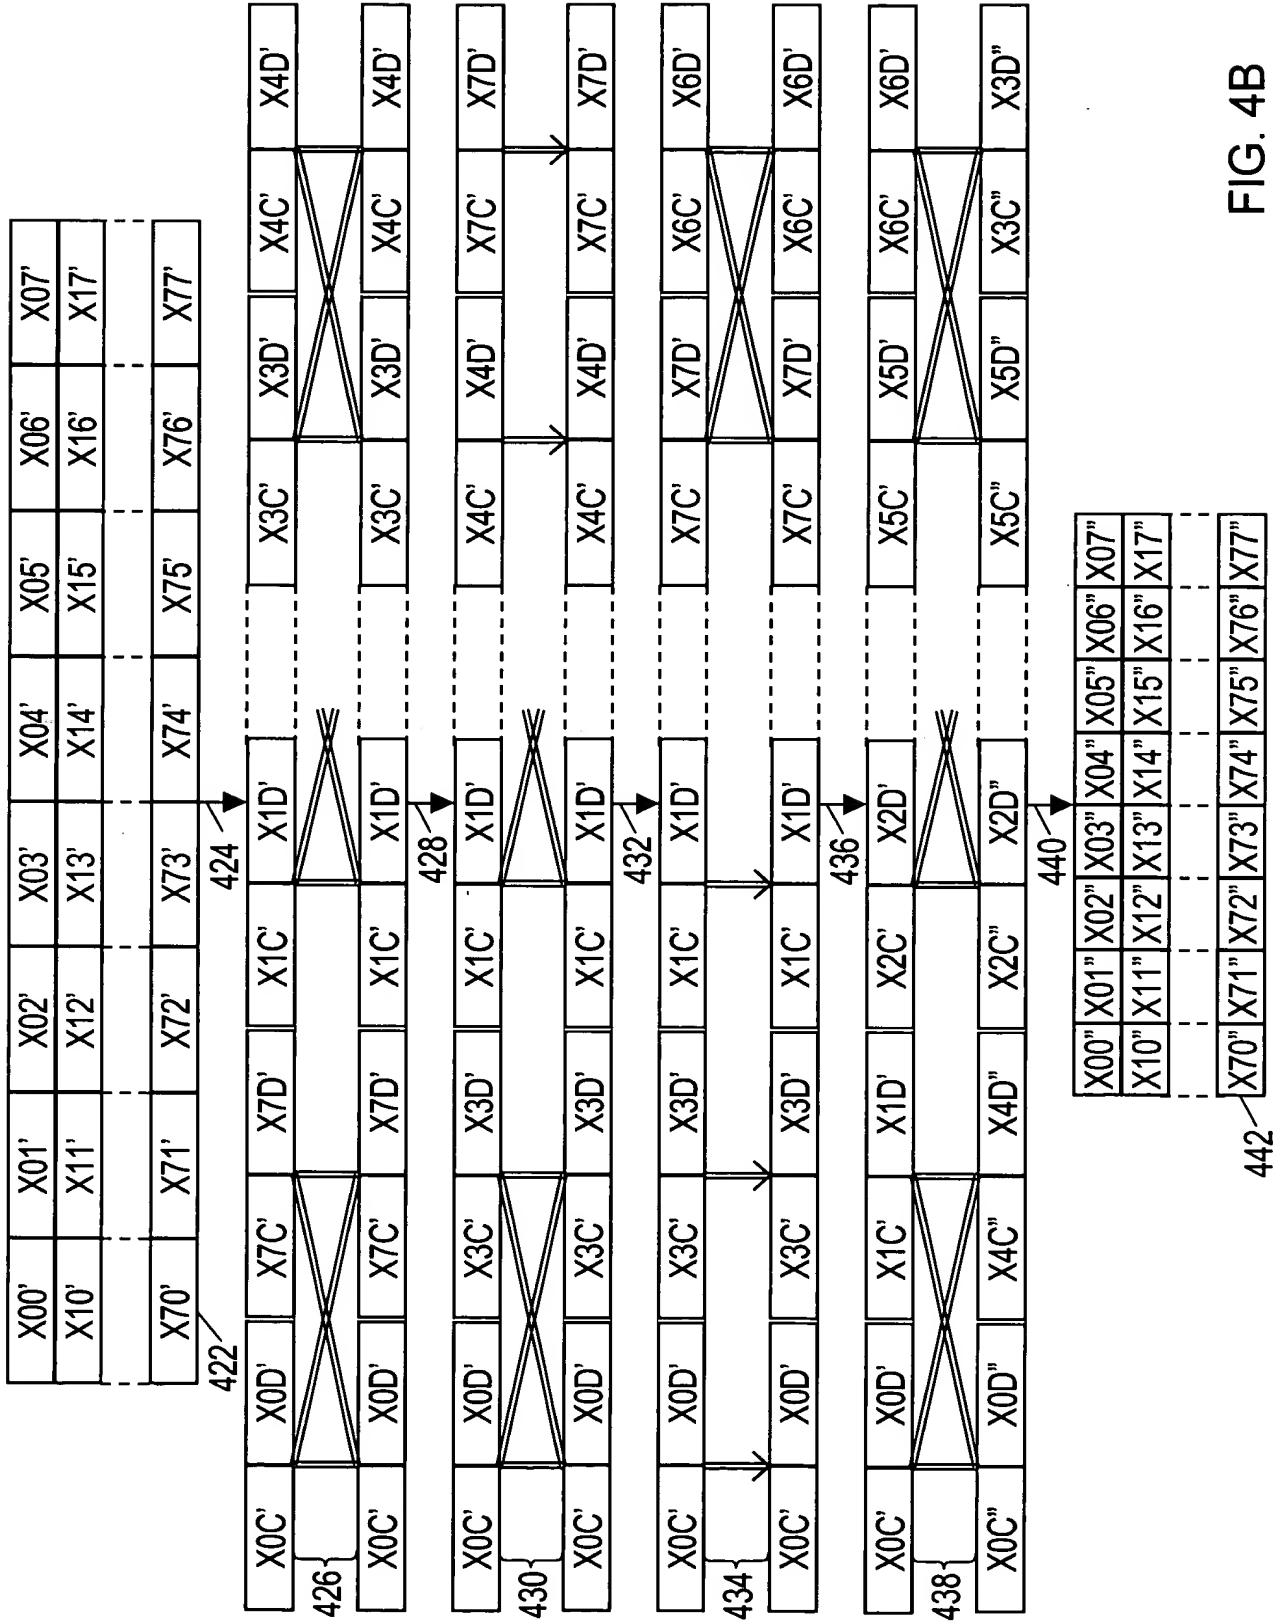 X00' X01' X02' X03' X04' X05' X06' X07'
X10' X11' X12' X13' X14' X15' X16' X17'
X70' X71' X72' X73' X74' X75' X76' X77'
422
424
X0C' X0D' X7C' X7D' X1C' X1D' X3C' X3D' X4C' X4D'
426
X0C' X0D' X7C' X7D' X1C' X1D' X3C' X3D' X4C' X4D'
428
X0C' X0D' X3C' X3D' X1C' X1D' X4C' X4D' X7C' X7D'
430
X0C' X0D' X3C' X3D' X1C' X1D' X4C' X4D' X7C' X7D'
432
X0C' X0D' X3C' X3D' X1C' X1D' X7C' X7D' X6C' X6D'
434
X0C' X0D' X3C' X3D' X1C' X1D' X7C' X7D' X6C' X6D'
436
X0C' X0D' X1C' X1D' X2C' X2D' X5C' X5D' X6C' X6D'
438
X0C" X0D" X4C" X4D" X2C" X2D" X5C" X5D" X3C" X3D"
440
X00" X01" X02" X03" X04" X05" X06" X07"
X10" X11" X12" X13" X14" X15" X16" X17"
X70" X71" X72" X73" X74" X75" X76" X77"
442
FIG. 4B